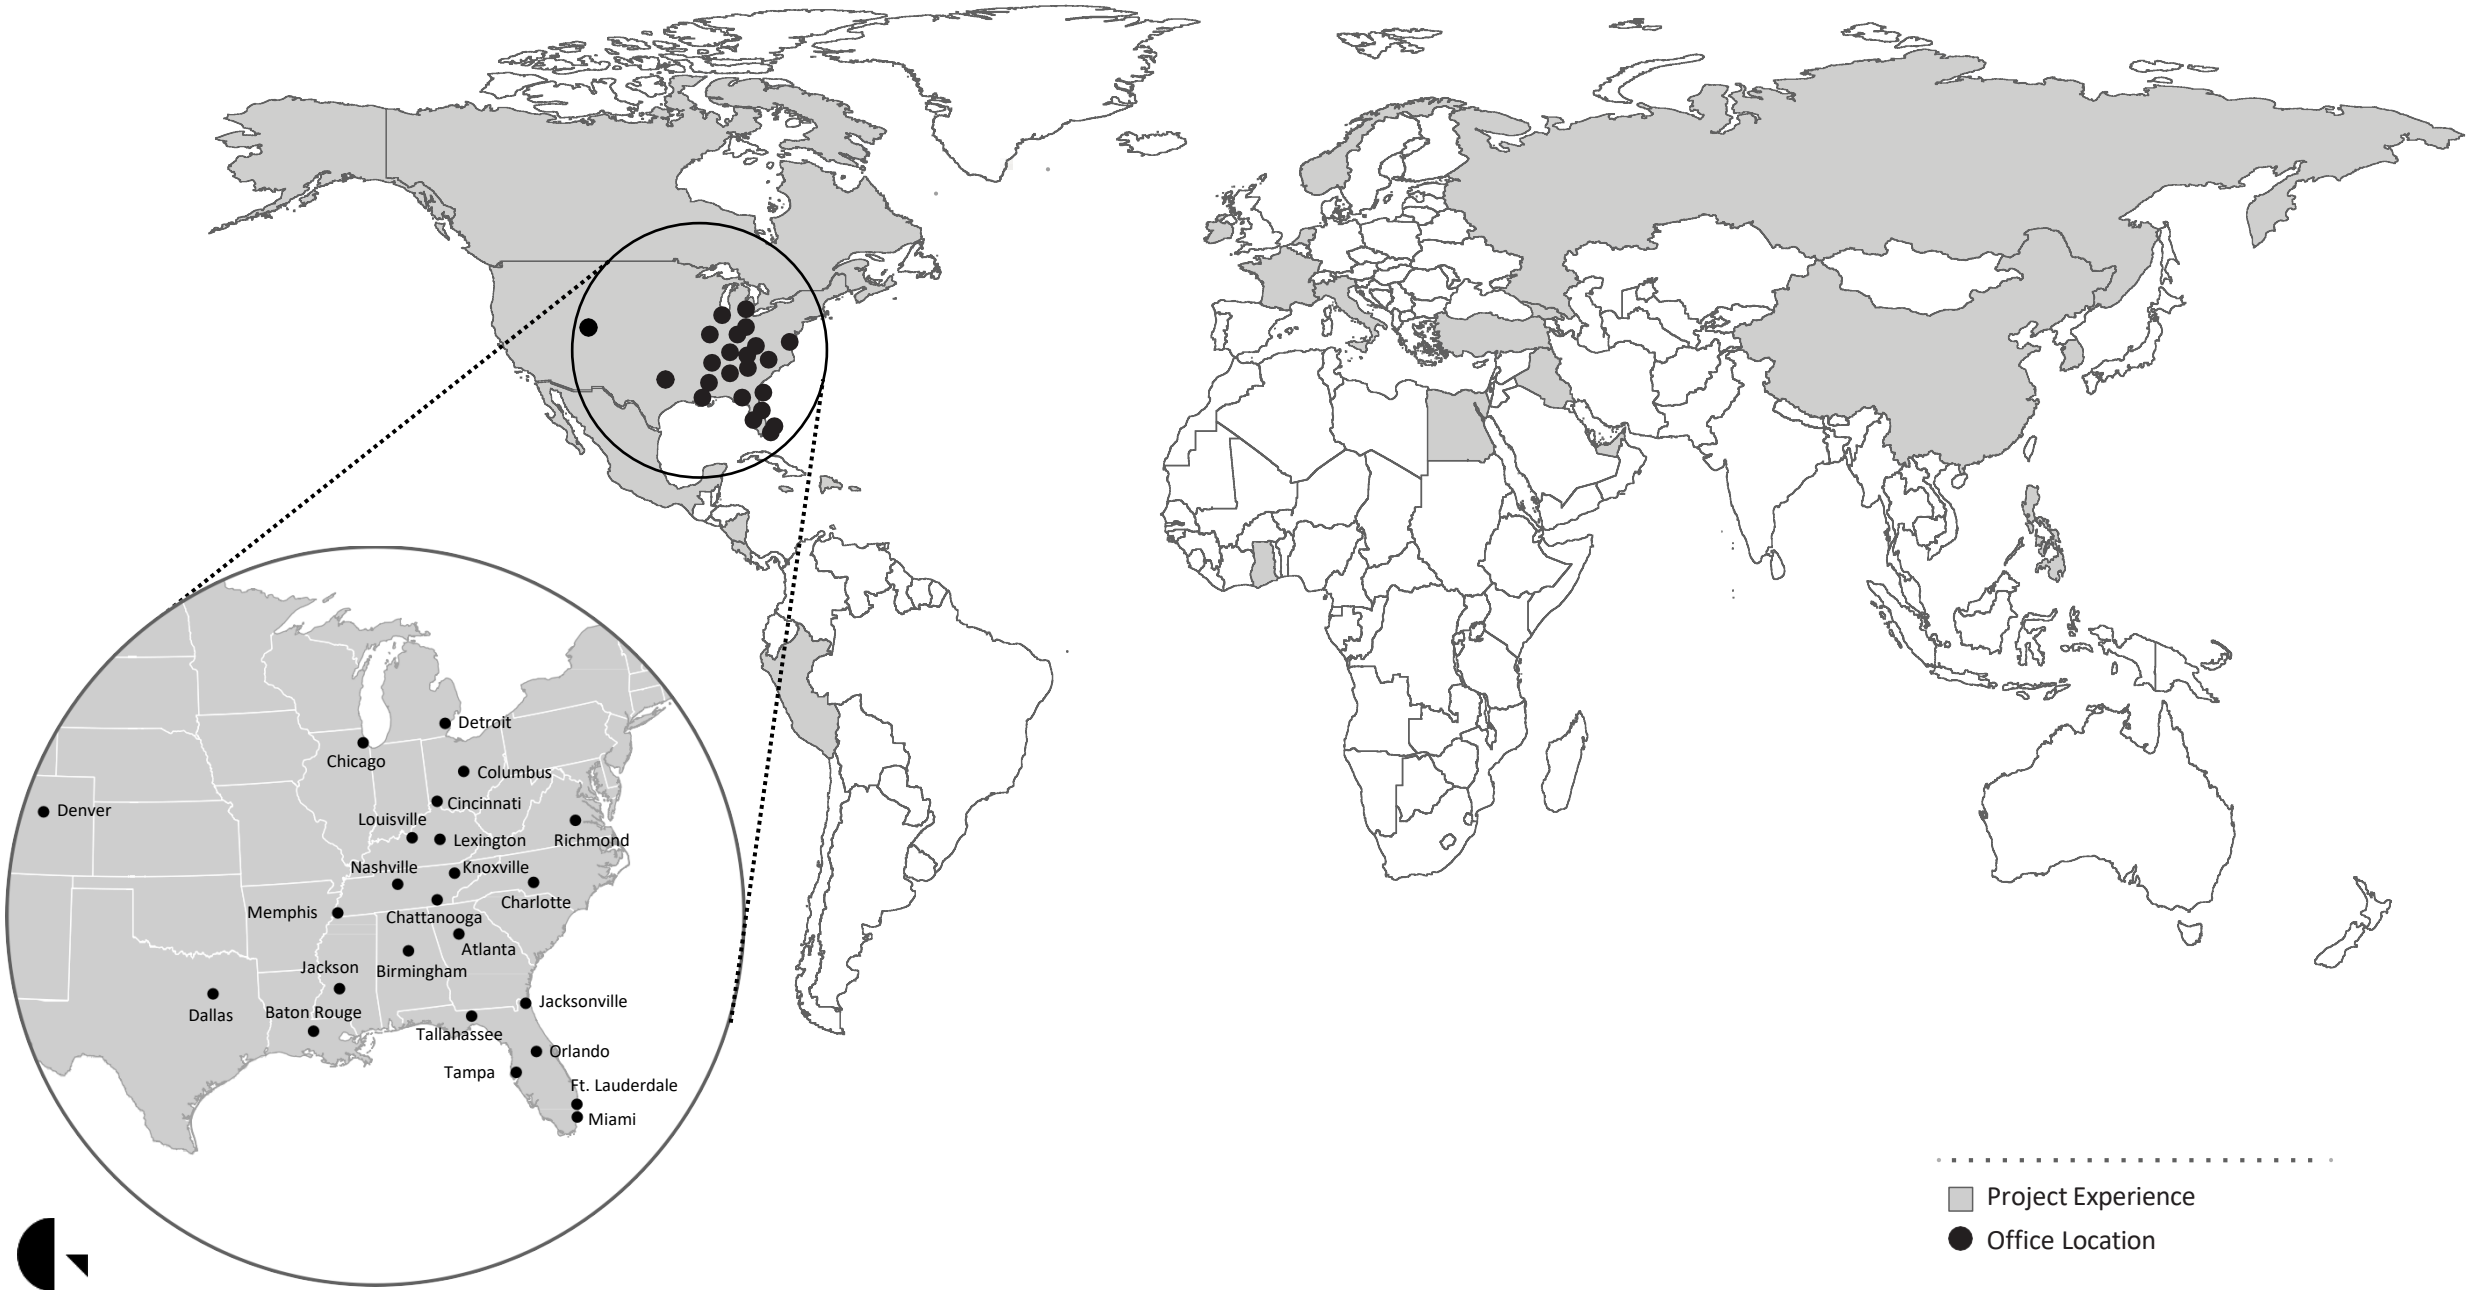 Detroit
Chicago
Columbus
Denver
Cincinnati
Louisville
Lexington
Richmond
Nashville
Knoxville
Charlotte
Memphis
Chattanooga
Atlanta
Jackson
Birmingham
Dallas
Baton Rouge
Jacksonville
Tallahassee
Orlando
Tampa
Ft. Lauderdale
Miami
Project Experience
Office Location